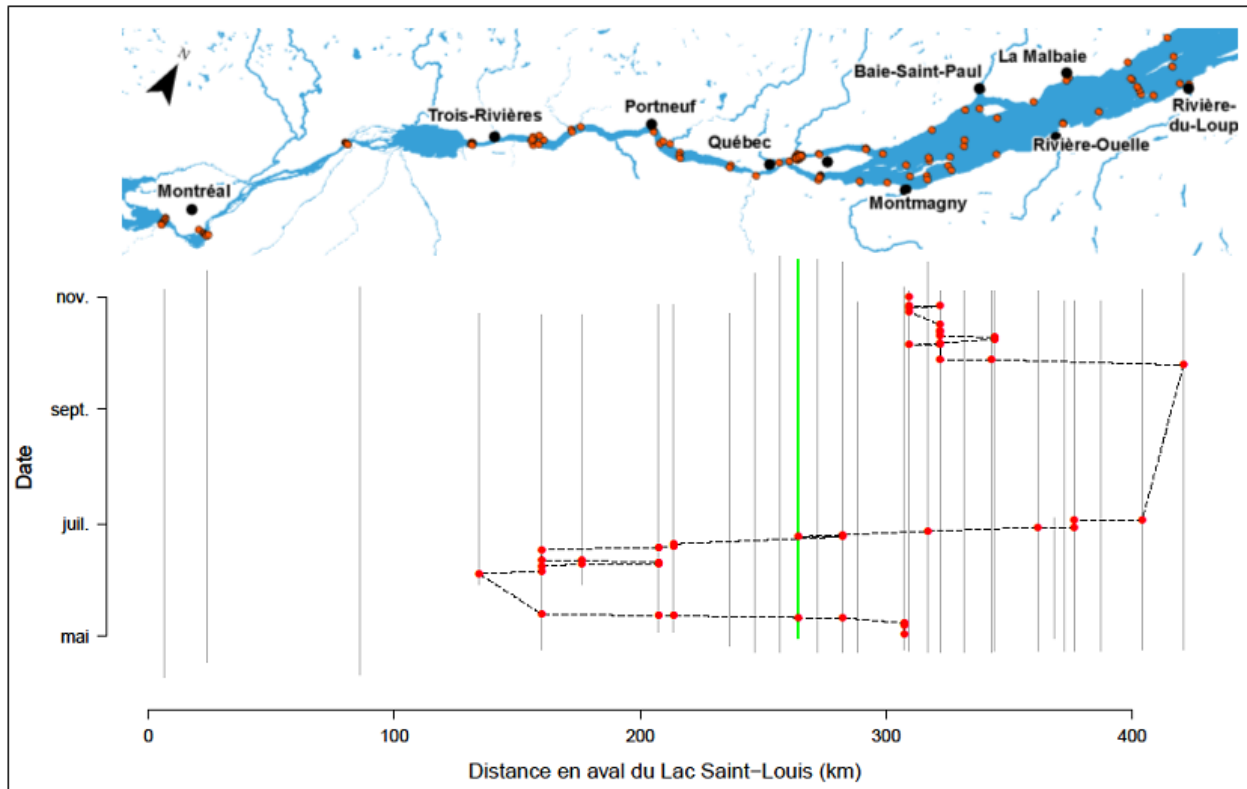 N
La Malbaie
Baie-Saint-Paul
Portneuf
Trois-Rivières
Rivière-
du-Loup
Québec
Rivière-Ouelle
Montréal
Montmagny
nov.
sept.
juil.
mai
Date
0 100 200 300 400
Distance en aval du Lac Saint−Louis (km)